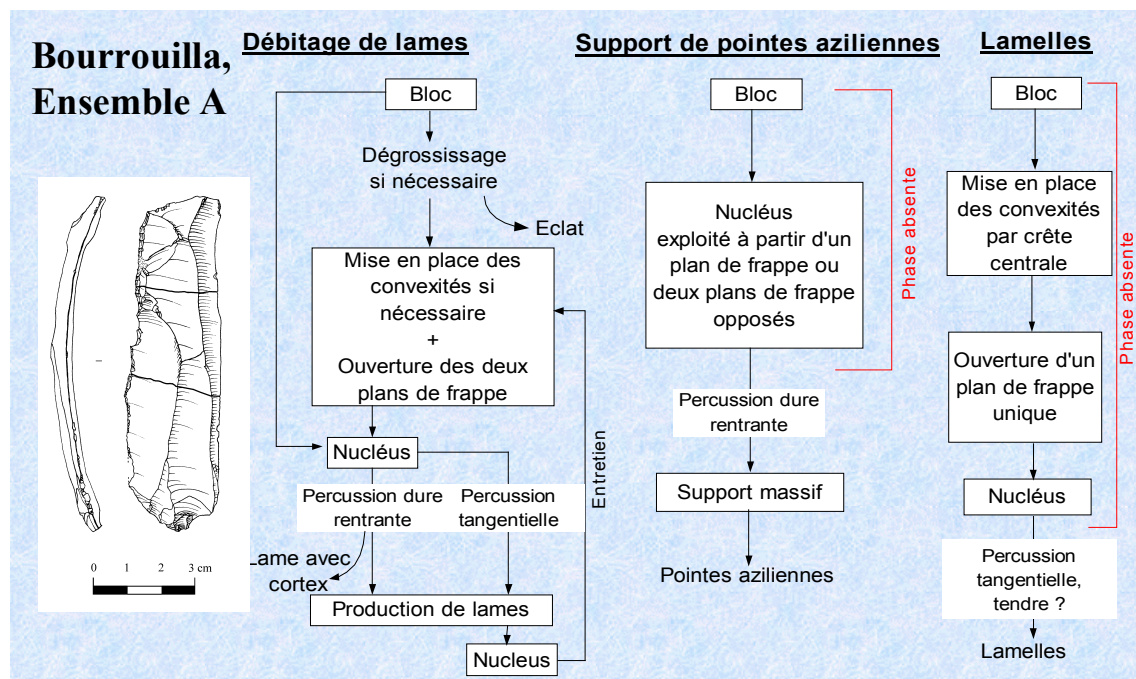 Bourrouilla,
Ensemble A
0 1 2 3 cm
Débitage de lames
Bloc
Dégrossissage
si nécessaire
Eclat
Mise en place des
convexités si
nécessaire
+
Ouverture des deux
plans de frappe
Nucléus
Percussion dure
rentrante
Percussion
tangentielle
Lame avec
cortex
Production de lames
Nucleus
Entretien
Support de pointes aziliennes
Bloc
Nucléus
exploité à partir d'un
plan de frappe ou
deux plans de frappe
opposés
Phase absente
Percussion dure
rentrante
Support massif
Pointes aziliennes
Lamelles
Bloc
Mise en place
des convexités
par crête
centrale
Ouverture d'un
plan de frappe
unique
Nucléus
Phase absente
Percussion
tangentielle,
tendre ?
Lamelles